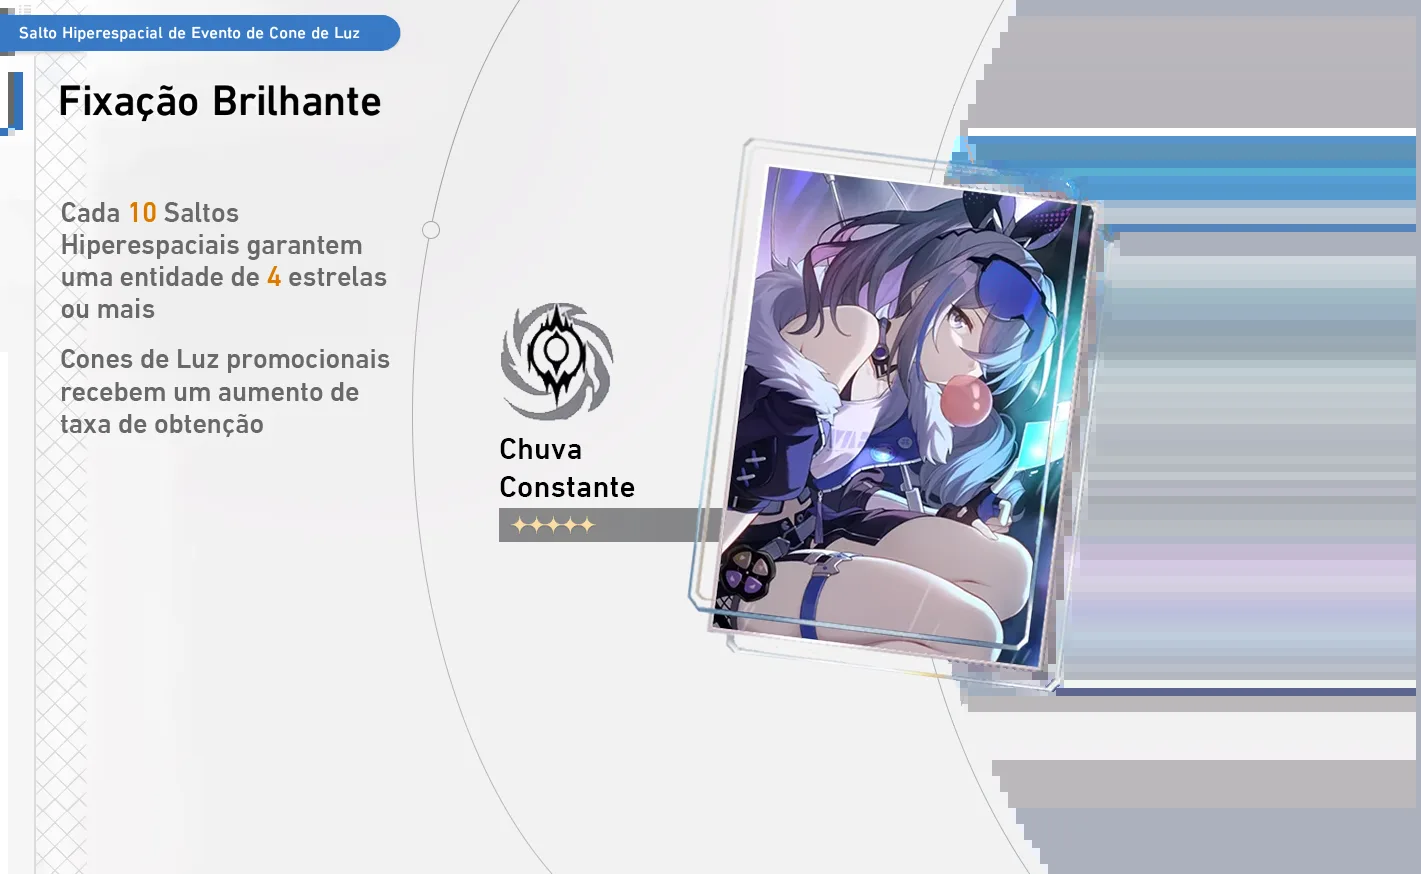 Salto Hiperespacial de Evento de Cone de Luz
Fixação Brilhante
Cada 10 Saltos
Hiperespaciais garantem
uma entidade de 4 estrelas
ou mais
Cones de Luz promocionais
recebem um aumento de
taxa de obtenção
Chuva
Constante